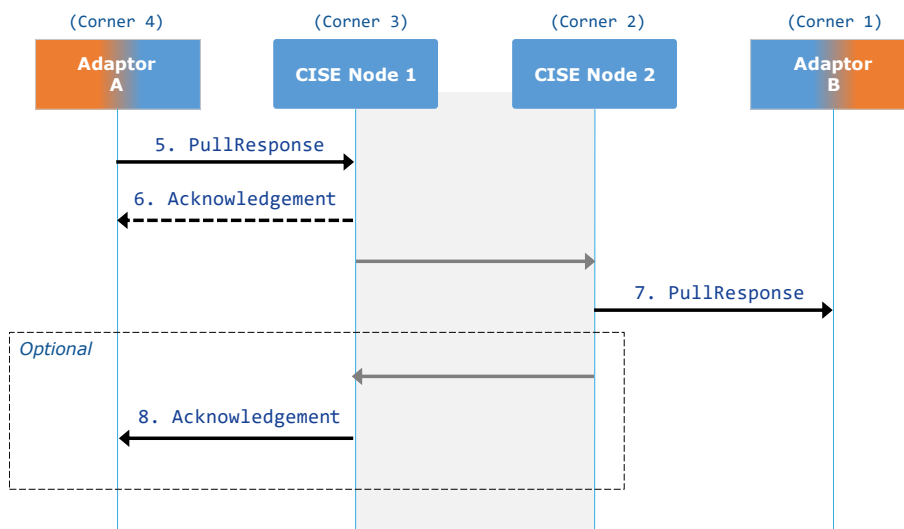 (Corner 4)
(Corner 3)
(Corner 2)
(Corner 1)
Adaptor
A
CISE Node 1
CISE Node 2
Adaptor
B
5. PullResponse
6. Acknowledgement
7. PullResponse
Optional
8. Acknowledgement